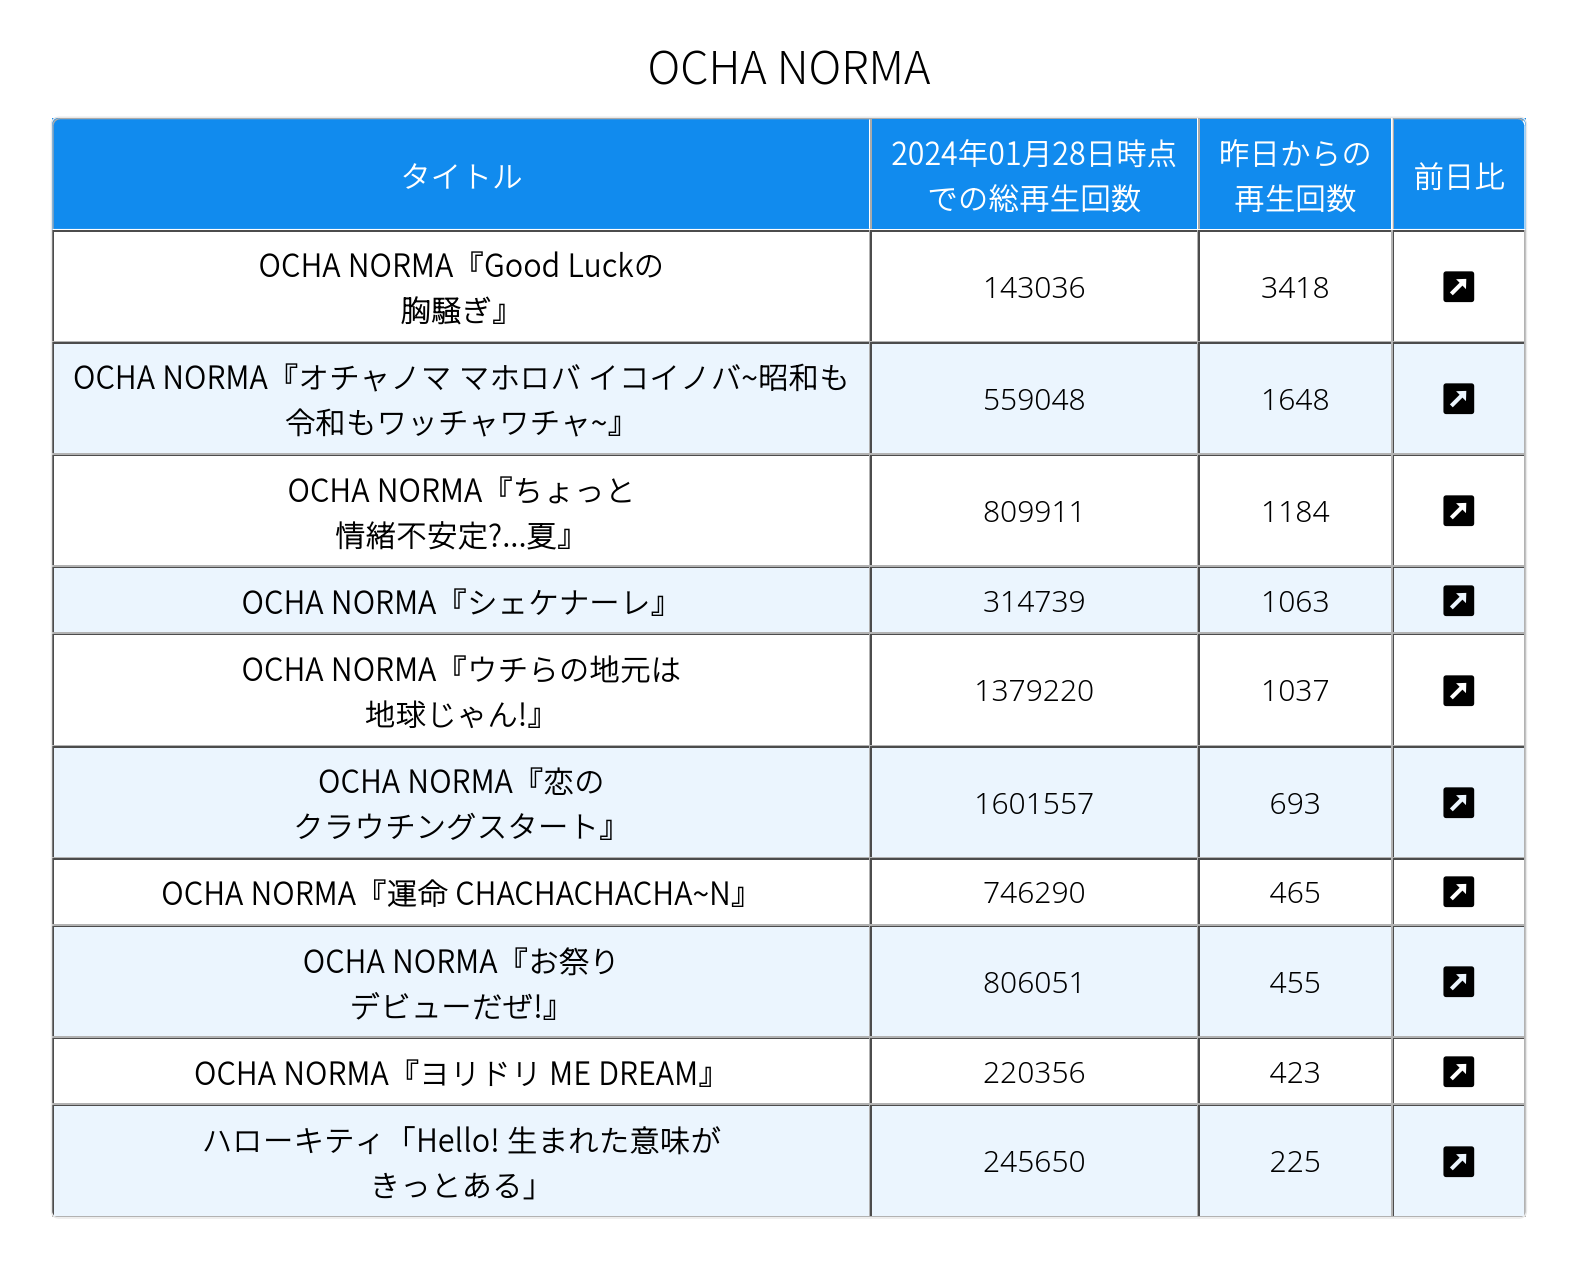 OCHA NORMA
タイトル
2024年01月28日時点
での総再生回数
昨日からの
再生回数
前日比
OCHA NORMA『Good Luckの
胸騒ぎ』
143036
3418
OCHA NORMA『オチャノマ マホロバ イコイノバ~昭和も
令和もワッチャワチャ~』
559048
1648
OCHA NORMA『ちょっと
情緒不安定?...夏』
809911
1184
OCHA NORMA『シェケナーレ』
314739
1063
OCHA NORMA『ウチらの地元は
地球じゃん!』
1379220
1037
OCHA NORMA『恋の
クラウチングスタート』
1601557
693
OCHA NORMA『運命 CHACHACHACHA~N』
746290
465
OCHA NORMA『お祭り
デビューだぜ!』
806051
455
OCHA NORMA『ヨリドリ ME DREAM』
220356
423
ハローキティ「Hello! 生まれた意味が
きっとある」
245650
225